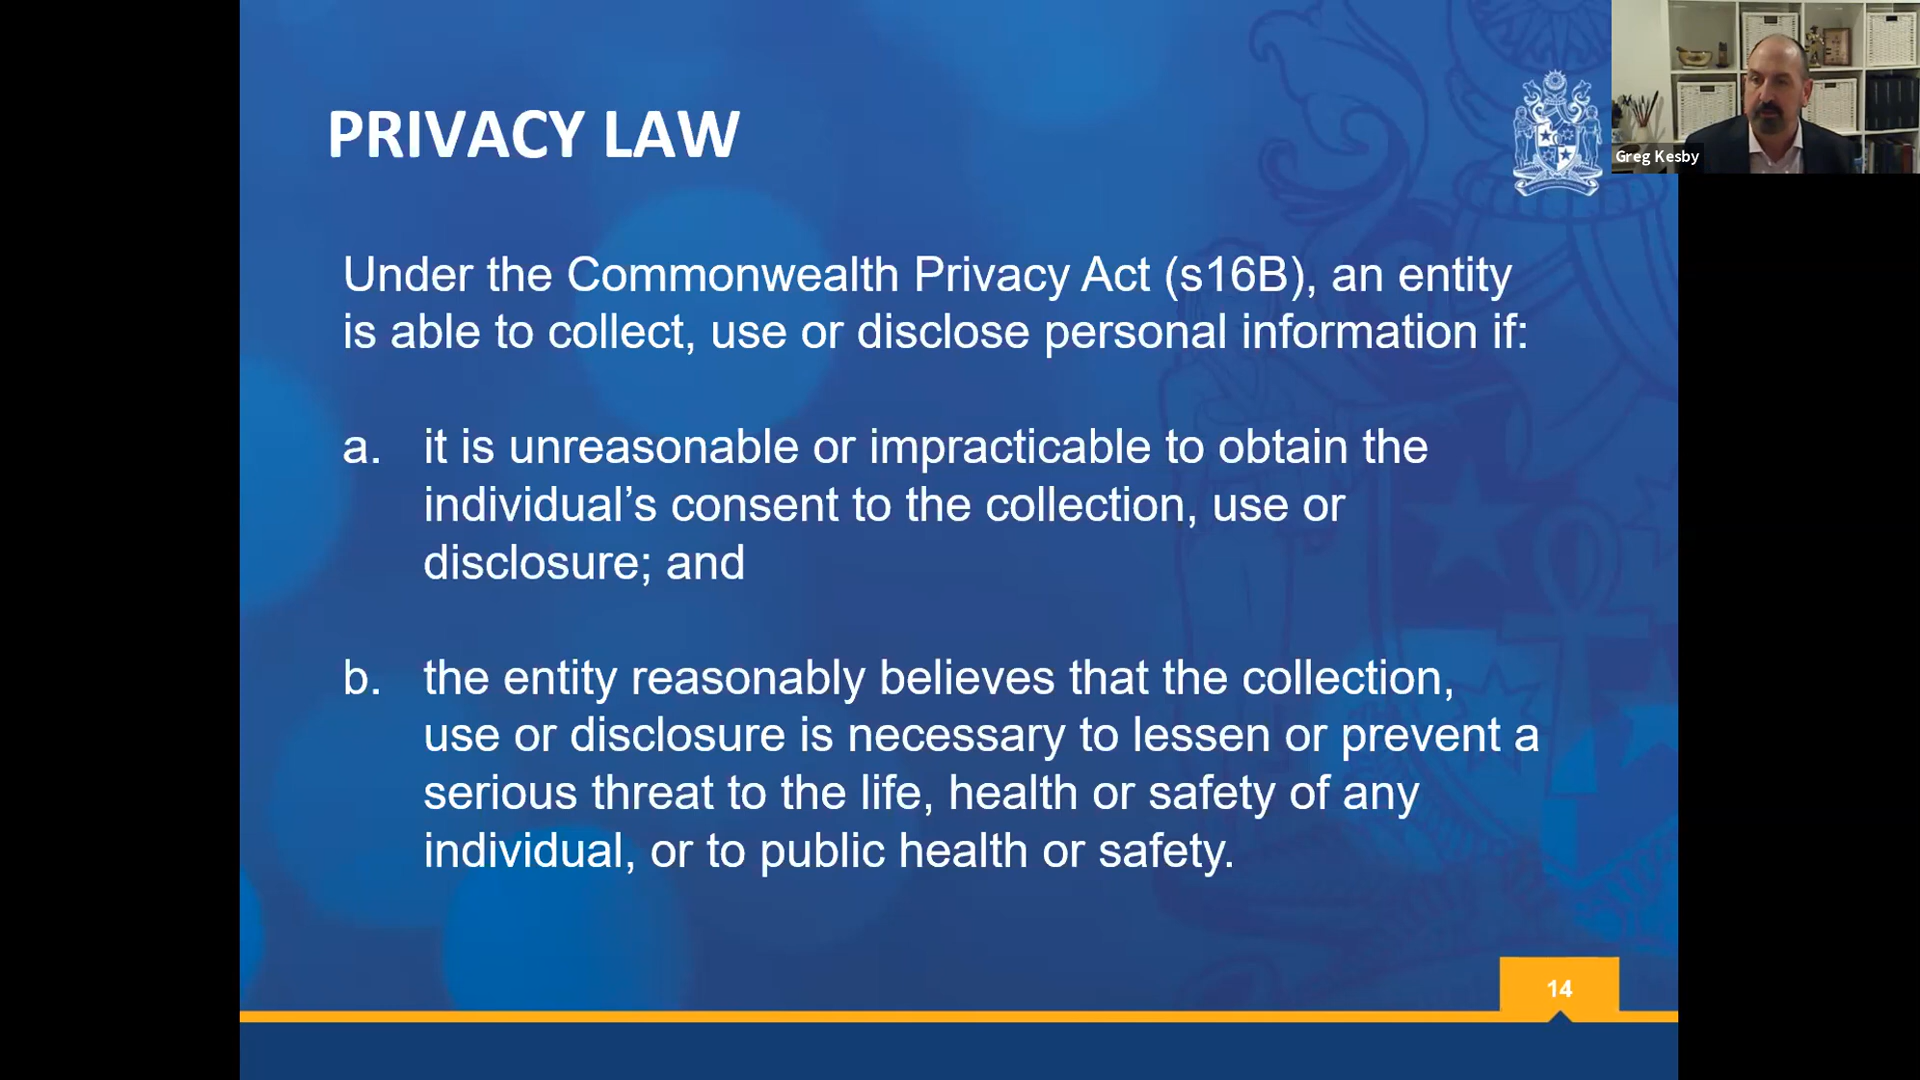 PRIVACY LAW
Greg Kesby
Under the Commonwealth Privacy Act (s16B), an entity
is able to collect, use or disclose personal information if:
a. it is unreasonable or impracticable to obtain the
individual’s consent to the collection, use or
disclosure; and
b. the entity reasonably believes that the collection,
use or disclosure is necessary to lessen or prevent a
serious threat to the life, health or safety of any
individual, or to public health or safety.
14